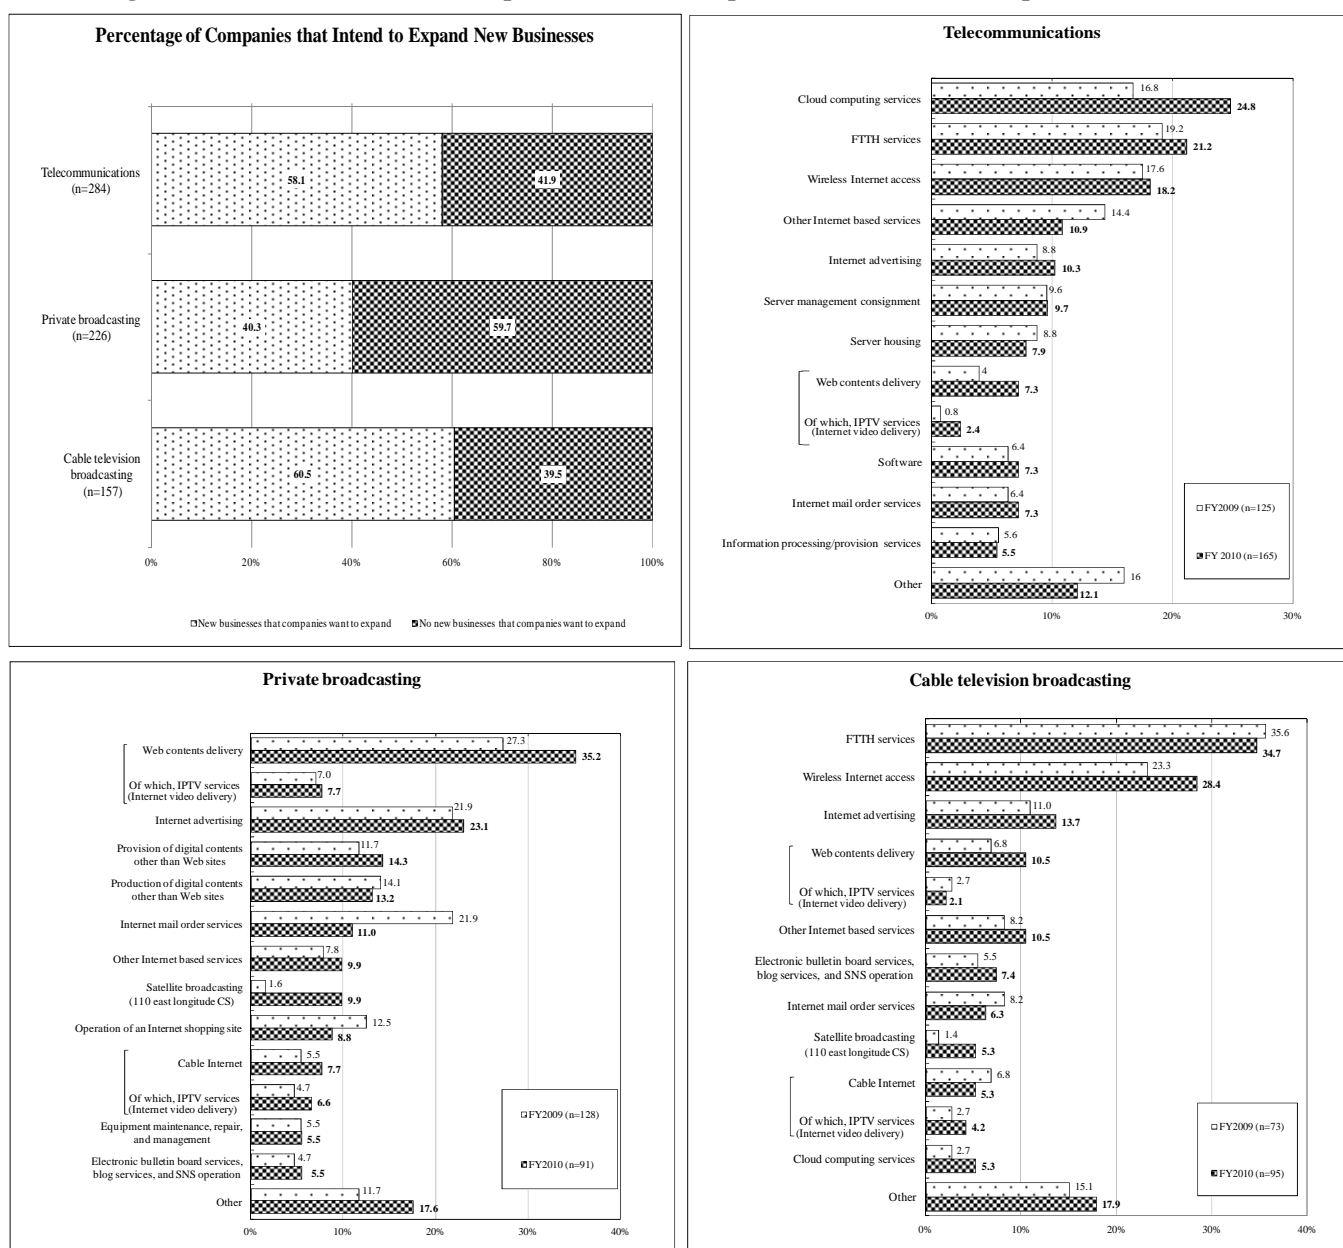 Percentage of Companies that Intend to Expand New Businesses
Telecommunications
(n=284)
58.1
41.9
Private broadcasting
(n=226)
40.3
59.7
Cable television
broadcasting
(n=157)
60.5
39.5
0%
20%
40%
60%
80%
100%
New businesses that companies want to expand
No new businesses that companies want to expand
Telecommunications
Cloud computing services
16.8
24.8
FTTH services
19.2
21.2
Wireless Internet access
17.6
18.2
Other Internet based services
14.4
10.9
Internet advertising
8.8
10.3
Server management consignment
9.6
9.7
Server housing
8.8
7.9
Web contents delivery
4
7.3
Of which, IPTV services
(Internet video delivery)
0.8
2.4
Software
6.4
7.3
Internet mail order services
6.4
7.3
Information processing/provision services
5.6
5.5
Other
16
12.1
0%
10%
20%
30%
FY2009 (n=125)
FY 2010 (n=165)
Private broadcasting
Web contents delivery
27.3
35.2
Of which, IPTV services
(Internet video delivery)
7.0
7.7
Internet advertising
21.9
23.1
Provision of digital contents
other than Web sites
11.7
14.3
Production of digital contents
other than Web sites
14.1
13.2
Internet mail order services
21.9
11.0
Other Internet based services
7.8
9.9
Satellite broadcasting
(110 east longitude CS)
1.6
9.9
Operation of an Internet shopping site
12.5
8.8
Cable Internet
5.5
7.7
Of which, IPTV services
(Internet video delivery)
4.7
6.6
Equipment maintenance, repair,
and management
5.5
5.5
Electronic bulletin board services,
blog services, and SNS operation
4.7
5.5
Other
11.7
17.6
0%
10%
20%
30%
40%
FY2009 (n=128)
FY2010 (n=91)
Cable television broadcasting
FTTH services
35.6
34.7
Wireless Internet access
23.3
28.4
Internet advertising
11.0
13.7
Web contents delivery
6.8
10.5
Of which, IPTV services
(Internet video delivery)
2.7
2.1
Other Internet based services
8.2
10.5
Electronic bulletin board services,
blog services, and SNS operation
5.5
7.4
Internet mail order services
8.2
6.3
Satellite broadcasting
(110 east longitude CS)
1.4
5.3
Cable Internet
6.8
5.3
Of which, IPTV services
(Internet video delivery)
2.7
4.2
Cloud computing services
2.7
5.3
Other
15.1
17.9
0%
10%
20%
30%
40%
FY2009 (n=73)
FY2010 (n=95)